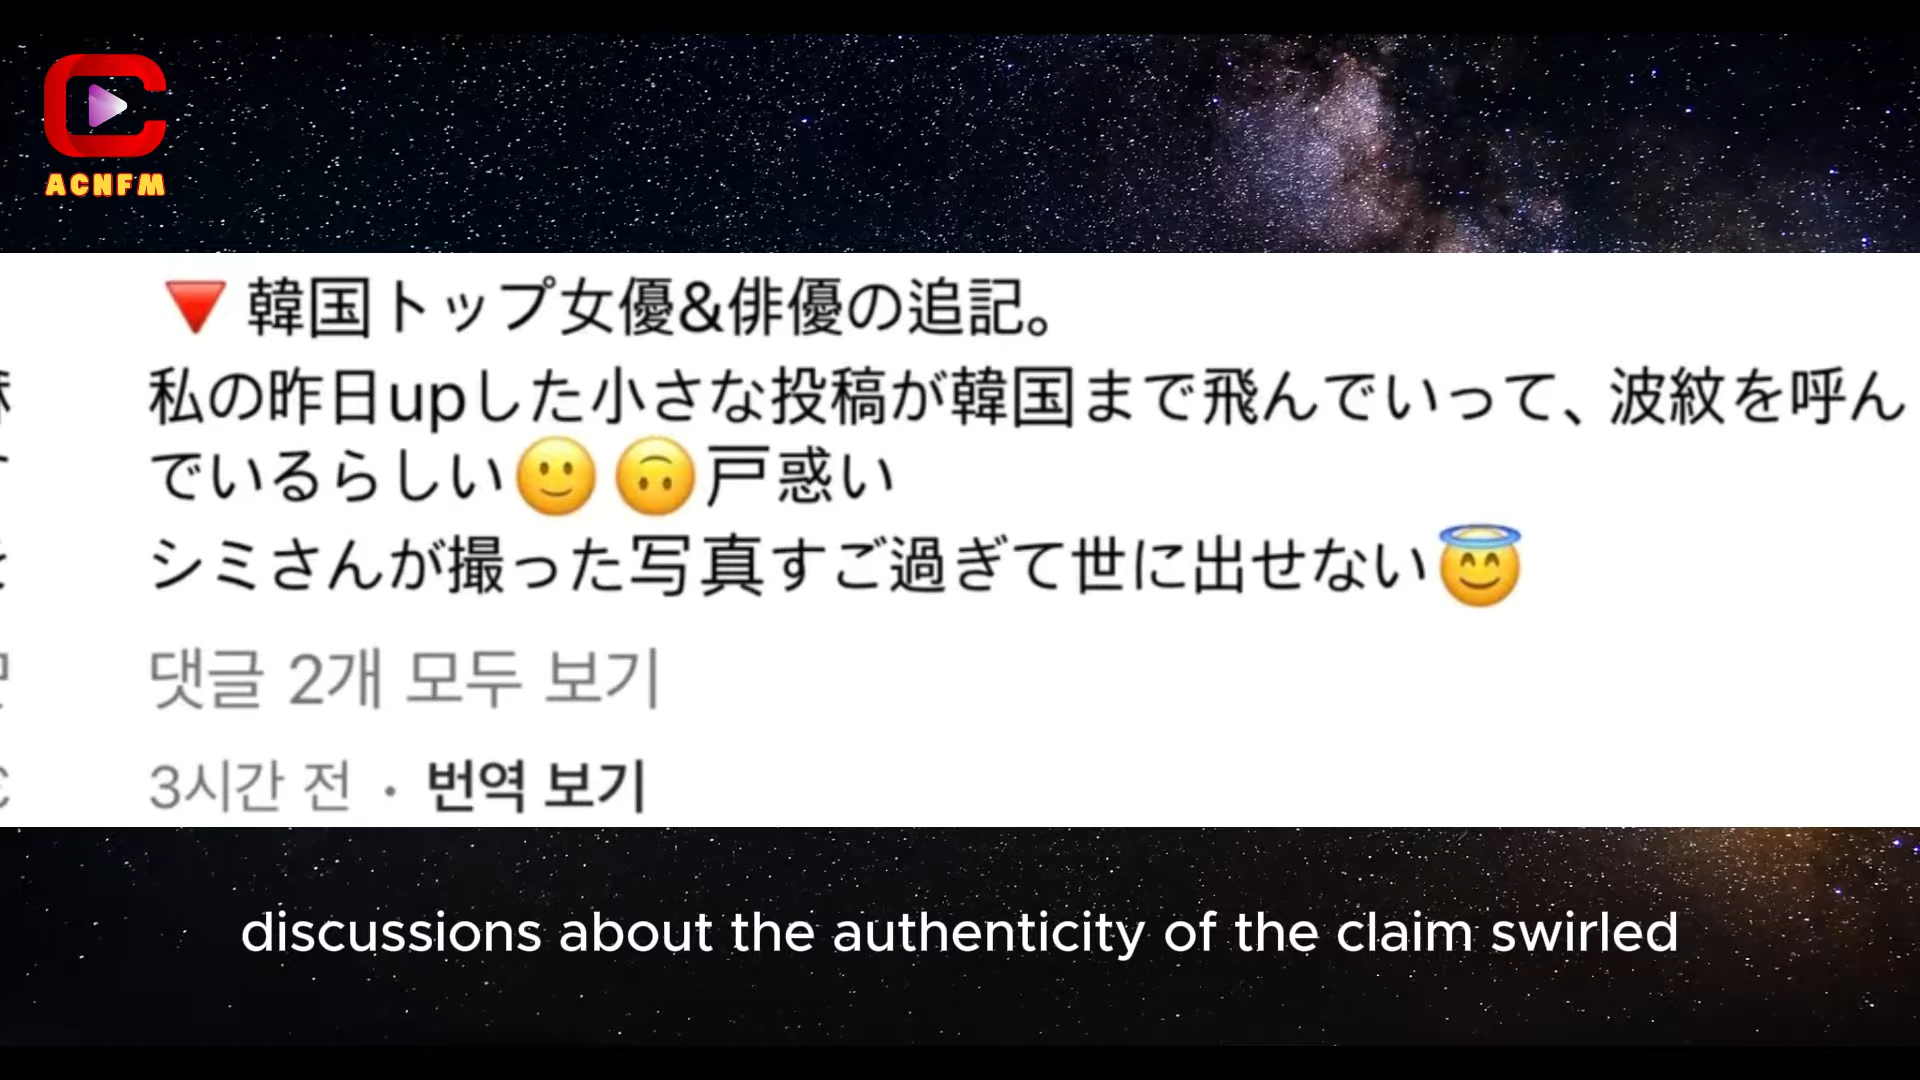 ACNFM
🔻韓国トップ女優&俳優の追記。
私の昨日upした小さな投稿が韓国まで飛んでいって、波紋を呼ん
でいるらしい🙂🙃戸惑い
シミさんが撮った写真すご過ぎて世に出せない😇
댓글 2개 모두 보기
3시간 전 · 번역 보기
discussions about the authenticity of the claim swirled